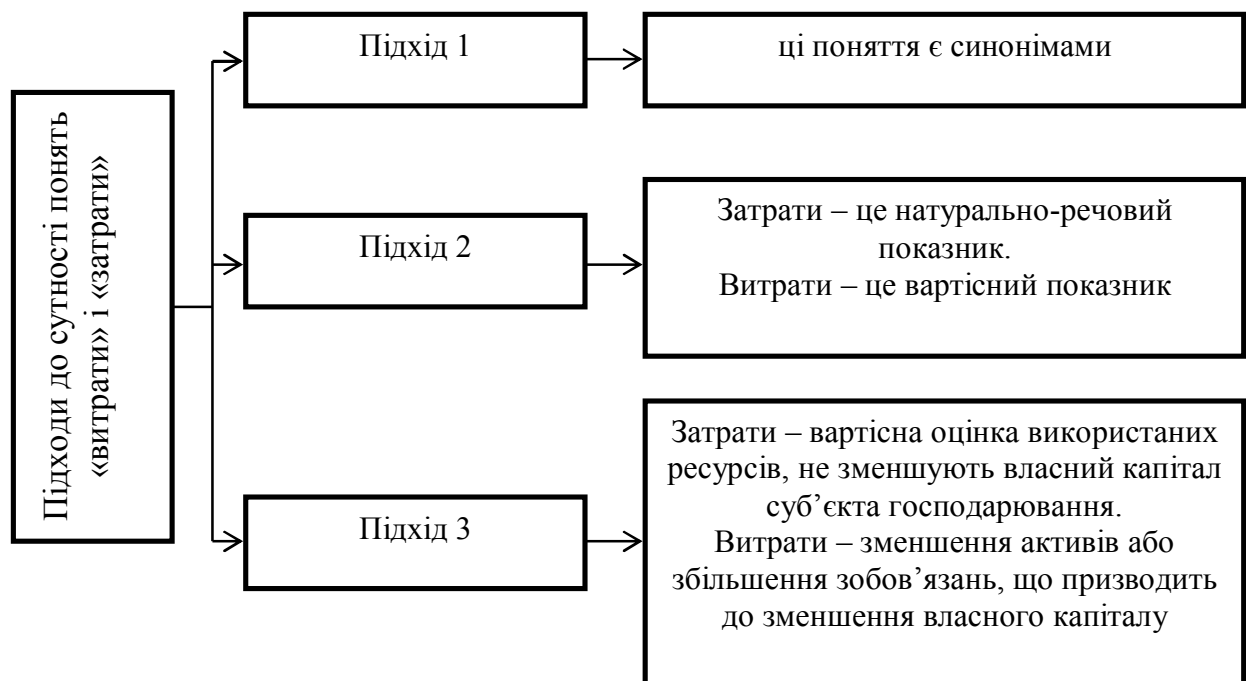 Підходи до сутності понять
«витрати» і «затрати»
Підхід 1
ці поняття є синонімами
Підхід 2
Затрати – це натурально-речовий
показник.
Витрати – це вартісний показник
Підхід 3
Затрати – вартісна оцінка використаних
ресурсів, не зменшують власний капітал
суб’єкта господарювання.
Витрати – зменшення активів або
збільшення зобов’язань, що призводить
до зменшення власного капіталу